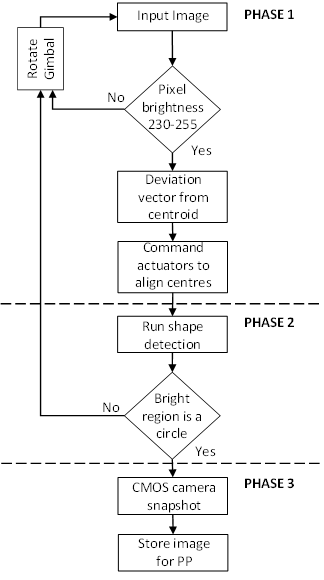 Input Image
PHASE 1
Rotate
Gimbal
Pixel
brightness
230-255
No
Yes
Deviation
vector from
centroid
Command
actuators to
align centres
Run shape
detection
PHASE 2
Bright
region is a
circle
No
Yes
CMOS camera
snapshot
PHASE 3
Store image
for PP